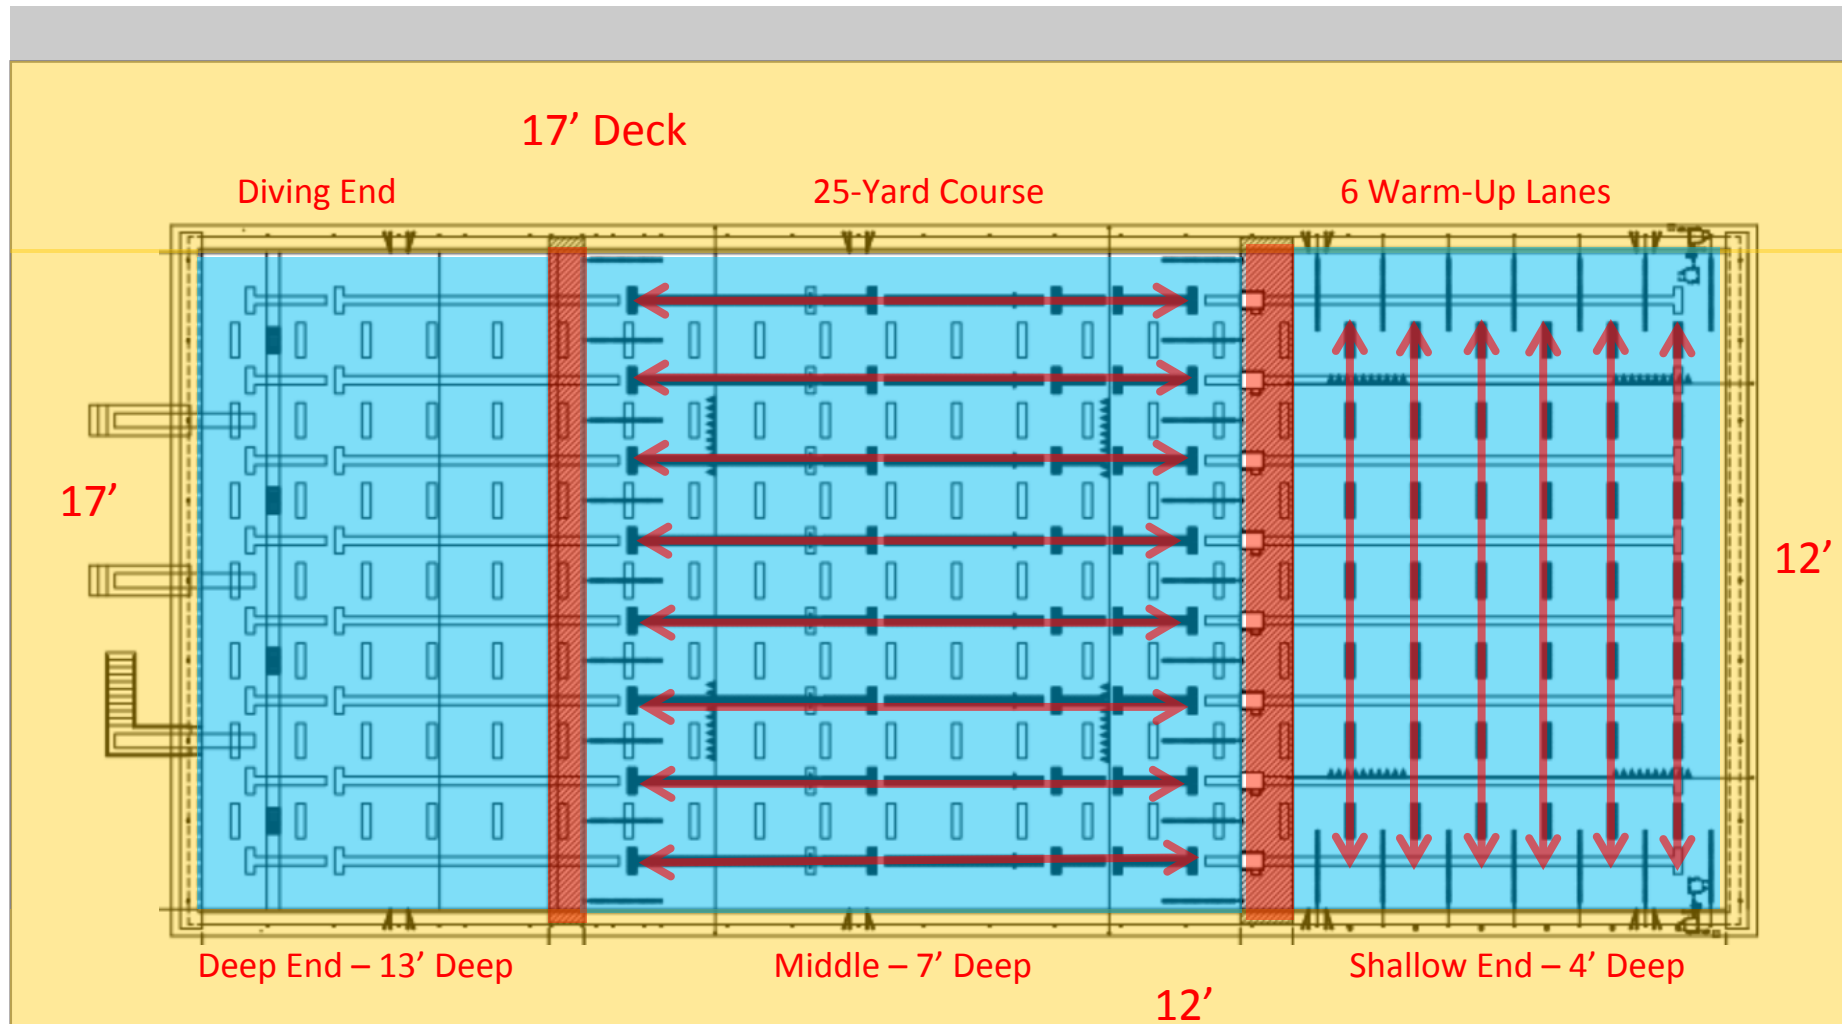 17’ Deck
Diving End
25-Yard Course
6 Warm-Up Lanes
17’
12’
Deep End – 13’ Deep
Middle – 7’ Deep
Shallow End – 4’ Deep
12’